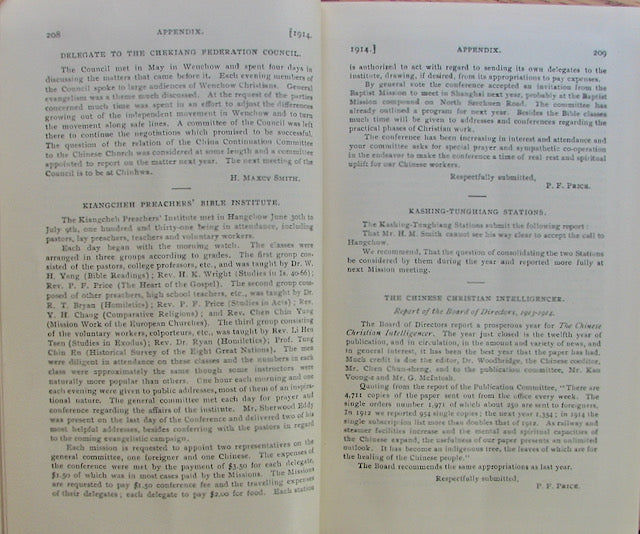 208 APPENDIX. [1914.
DELEGATE TO THE CHEKIANG FEDERATION COUNCIL.
The Council met in May in Wenchow and spent four days in
discussing the matters that came before it. Each evening members of
the Council spoke to large audiences of Wenchow Christians. General
evangelism was a theme much discussed. At the request of the parties
concerned much time was spent in an effort to adjust the differences
growing out of the independent movement in Wenchow and to turn
the movement along safe lines. A committee of the Council was left
there to continue the negotiations which promised to be successful.
The question of the relation of the China Continuation Committee
to the Chinese Church was considered at some length and a committee
appointed to report on the matter next year. The next meeting of the
Council is to be at Chinhwa.
H. MAXCY SMITH.
KIANGCHEH PREACHERS' BIBLE INSTITUTE.
The Kiangcheh Preachers' Institute met in Hangchow June 30th to
July 9th, one hundred and thirty-one being in attendance, including
pastors, lay preachers, teachers and voluntary workers.
Each day began with the morning watch. The classes were
arranged in three groups according to grades. The first group con-
sisted of the pastors, college professors, etc., and was taught by Dr. W.
H. Vang (Bible Readings); Rev. H. K. Wright (Studies in Is. 40-66);
Rev. P. F. Price (The Heart of the Gospel). The second group com-
posed of other preachers, high school teachers, etc., was taught by Dr.
R. T. Bryan (Homiletics); Rev. P. F. Price (Studies in Acts); Rev.
Y. H. Chang (Comparative Religions); and Rev. Chen Chin Yung
(Mission Work of the European Churches). The third group consisting
of the voluntary workers, colporteurs, etc., was taught by Rev. Li Hes
Tsen (Studies in Exodus); Rev. Dr. Ryan (Homiletics); Prof. Tung
Chin En (Historical Survey of the Eight Great Nations). The men
were diligent in attendance on these classes and the numbers in each
class were approximately the same though some instructors were
naturally more popular than others. One hour each morning and one
each evening were given to public addresses, most of them of an inspira-
tional nature. The general committee met each day for prayer and
conference regarding the affairs of the institute. Mr. Sherwood Eddy
was present on the last day of the Conference and delivered two of his
most helpful addresses, besides conferring with the pastors in regard
to the coming evangelistic campaign.
Each mission is requested to appoint two representatives on the
general committee, one foreigner and one Chinese. The expenses of
the conference were met by the payment of $3.50 for each delegate,
$1.50 of which was in most cases paid by the Missions. The Missions
are requested to pay $1.50 conference fee and the travelling expenses
of their delegates; each delegate to pay $2.00 for food. Each station
1914.] APPENDIX. 209
is authorized to act with regard to sending its own delegates to the
institute, drawing, if desired, from its appropriations to pay expenses.
By general vote the conference accepted an invitation from the
Baptist Mission to meet in Shanghai next year, probably at the Baptist
Mission compound on North Szechuen Road. The committee has
already outlined a program for next year. Besides the Bible classes
much time will be given to addresses and conferences regarding the
practical phases of Christian work.
The conference has been increasing in interest and attendance and
your committee asks for special prayer and sympathetic co-operation
in the endeavor to make the conference a time of real rest and spiritual
uplift for our Chinese workers.
Respectfully submitted,
P. F. PRICE.
KASHING-TUNGHIANG STATIONS.
The Kashing-Tunghiang Stations submit the following report:
That Mr. H. M. Smith cannot see his way clear to accept the call to
Hangchow.
We recommend, That the question of consolidating the two Stations
be considered by them during the year and reported more fully at
next Mission meeting.
THE CHINESE CHRISTIAN INTELLIGENCER.
Report of the Board of Directors, 1913-1914.
The Board of Directors report a prosperous year for The Chinese
Christian Intelligencer. The year just closed is the twelfth year of
publication, and in circulation, in the amount and variety of news, and
in general interest, it has been the best year that the paper has had.
Much credit is due the editor, Dr. Woodbridge, the Chinese coeditor,
Mr. Chen Chun-sheng, and to the publication committee, Mr. Kan
Voong-z and Mr. G. McIntosh.
Quoting from the report of the Publication Committee, "There are
4,711 copies of the paper sent out from the office every week. The
single orders number 1,971 of which about 250 are sent to foreigners.
In 1912 we reported 954 single copies; the next year 1,334; in 1914 the
single subscription list more than doubles that of 1912. As railway and
steamer facilities increase and the mental and spiritual capacities of
the Chinese expand, the usefulness of our paper presents an unlimited
outlook. It has become an indigenous tree, the leaves of which are for
the healing of the Chinese people."
The Board recommends the same appropriations as last year.
Respectfully submitted,
P. F. PRICE.